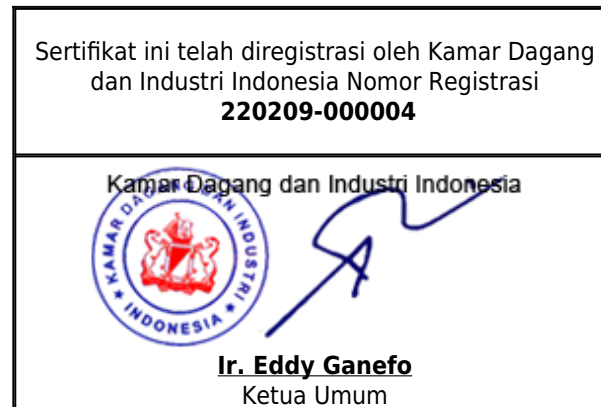 Sertifikat ini telah diregistrasi oleh Kamar Dagang
dan Industri Indonesia Nomor Registrasi
220209-000004
Kamar Dagang dan Industri Indonesia
KAMAR DAGANG DAN INDUSTRI
INDONESIA
Ir. Eddy Ganefo
Ketua Umum